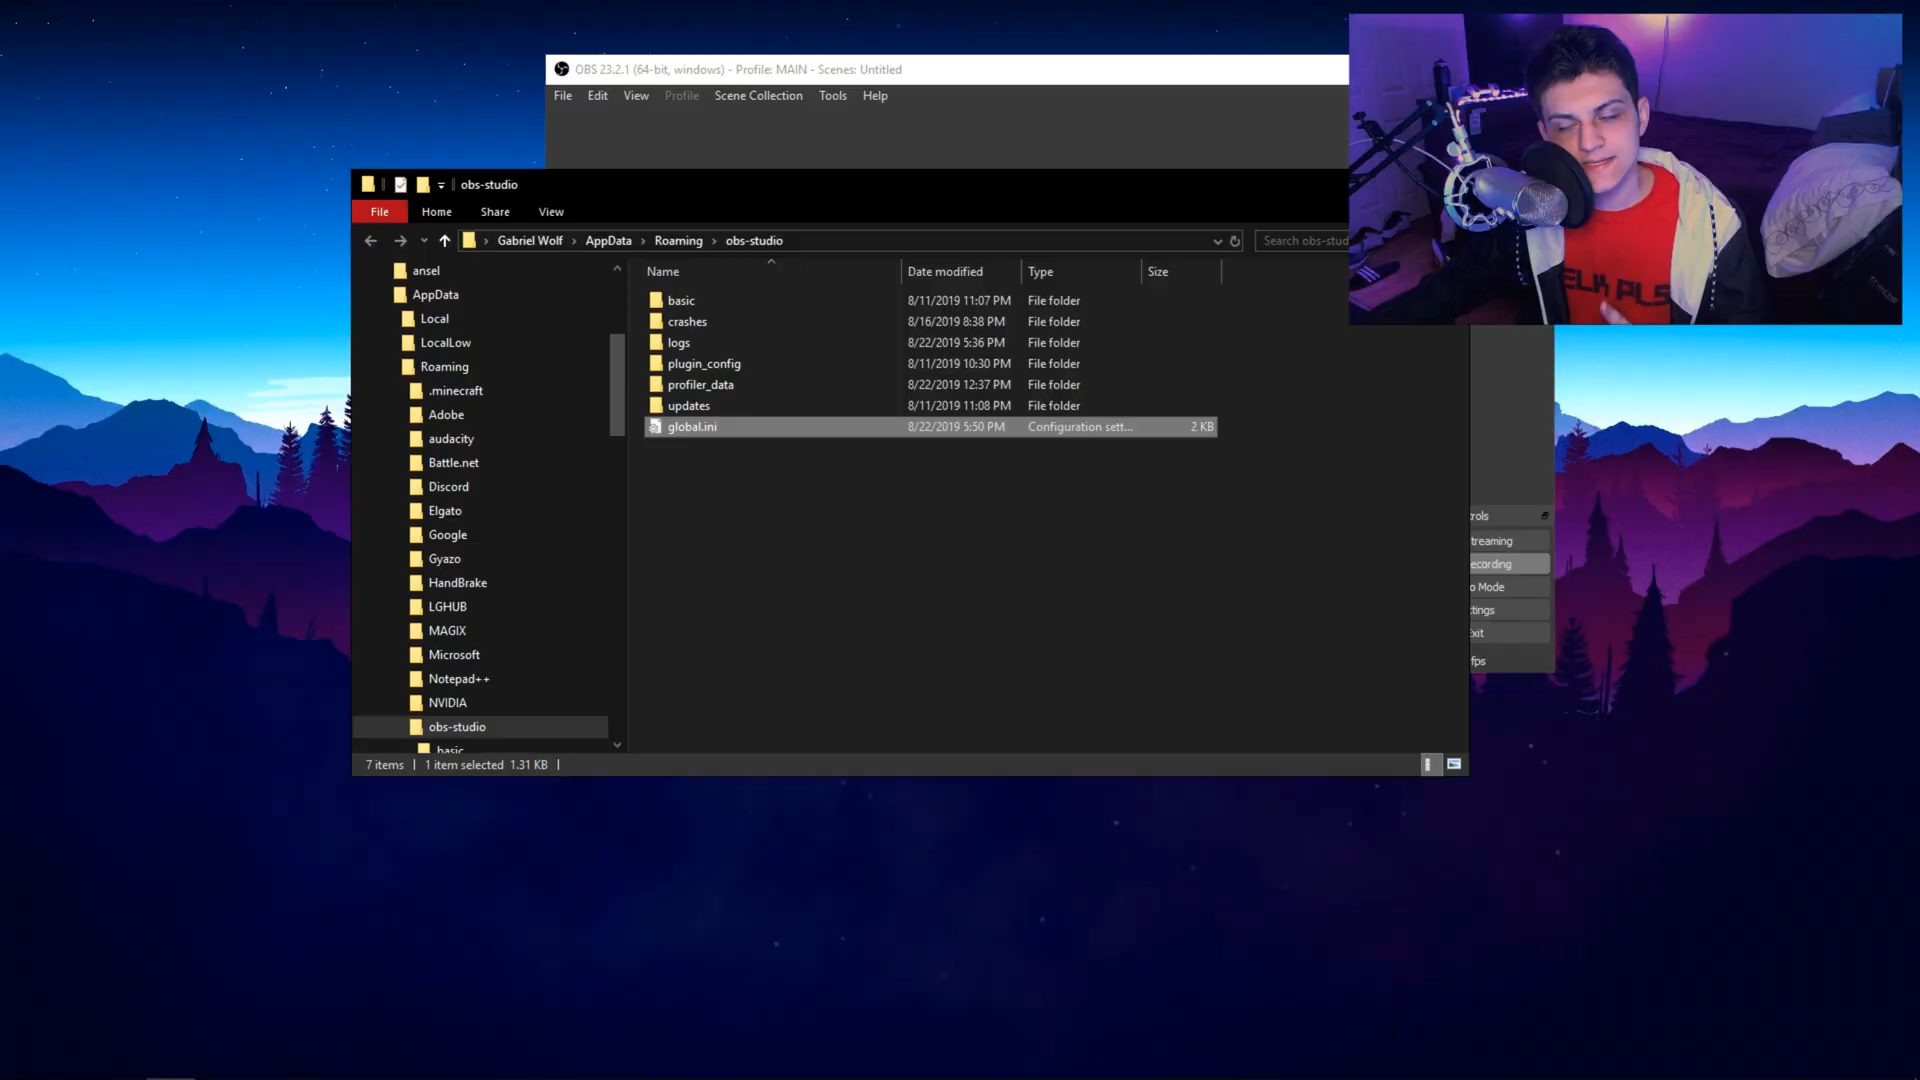 OBS 23.2.1 (64-bit, windows) - Profile: MAIN - Scenes: Untitled
File Edit View Profile Scene Collection Tools Help
obs-studio
File Home Share View
Gabriel Wolf > AppData > Roaming > obs-studio
Search obs-stud
ansel
AppData
Local
LocalLow
Roaming
.minecraft
Adobe
audacity
Battle.net
Discord
Elgato
Google
Gyazo
HandBrake
LGHUB
MAGIX
Microsoft
Notepad++
NVIDIA
obs-studio
basic
Name Date modified Type Size
basic 8/11/2019 11:07 PM File folder
crashes 8/16/2019 8:38 PM File folder
logs 8/22/2019 5:36 PM File folder
plugin_config 8/11/2019 10:30 PM File folder
profiler_data 8/22/2019 12:37 PM File folder
updates 8/11/2019 11:08 PM File folder
global.ini 8/22/2019 5:50 PM Configuration sett... 2 KB
7 items | 1 item selected 1.31 KB |
rols
treaming
ecording
o Mode
tings
Exit
fps
ELK PLS